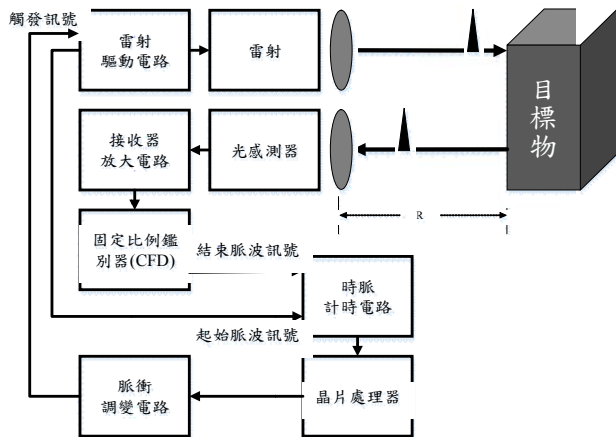 觸發訊號
雷射
驅動電路
雷射
目標物
接收器
放大電路
光感測器
R
固定比例鑑
別器(CFD)
結束脈波訊號
時脈
計時電路
起始脈波訊號
脈衝
調變電路
晶片處理器